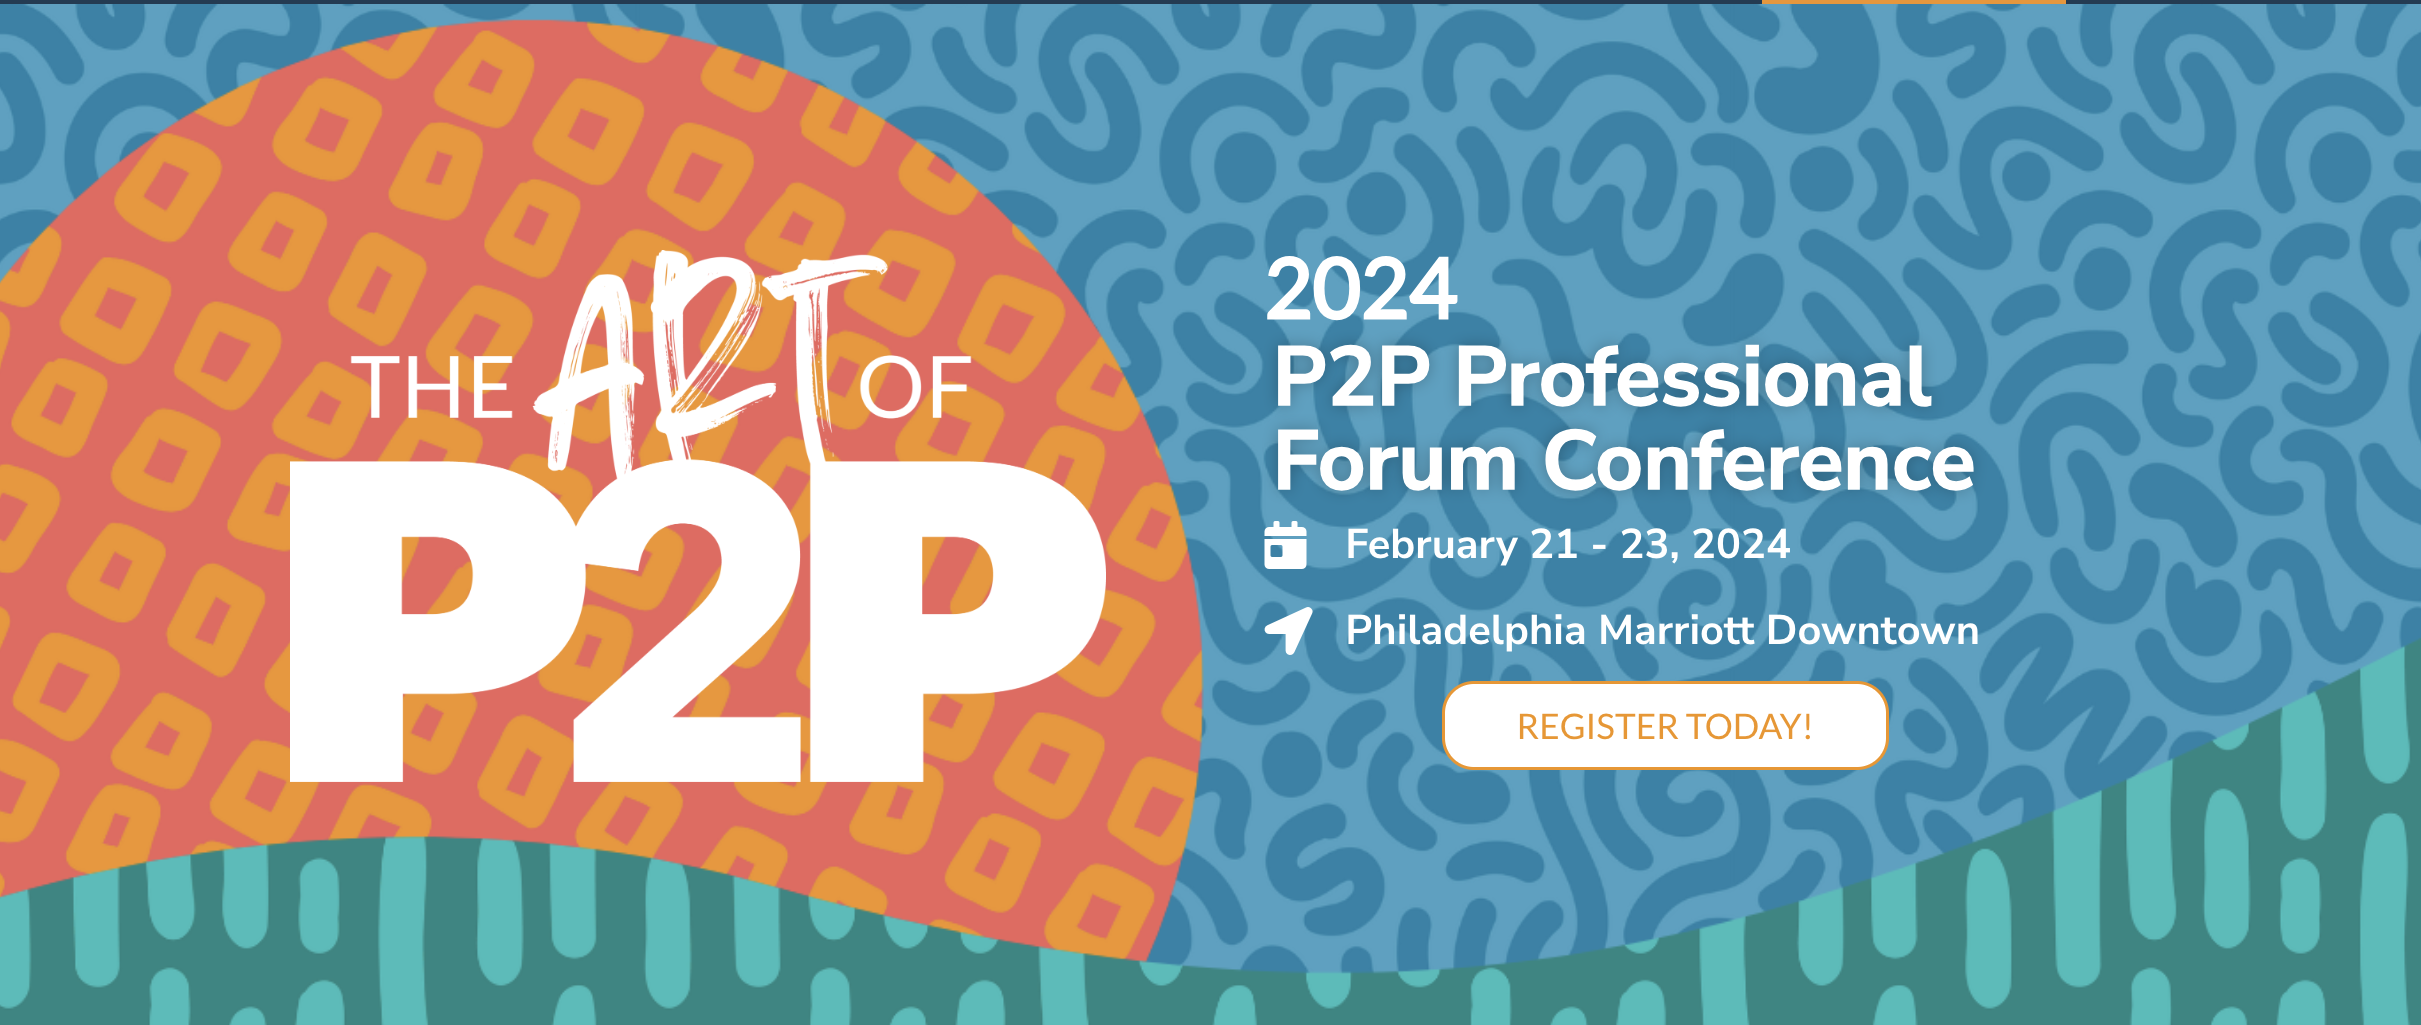 THE ART OF
P2P
2024
P2P Professional
Forum Conference
February 21 - 23, 2024
Philadelphia Marriott Downtown
REGISTER TODAY!